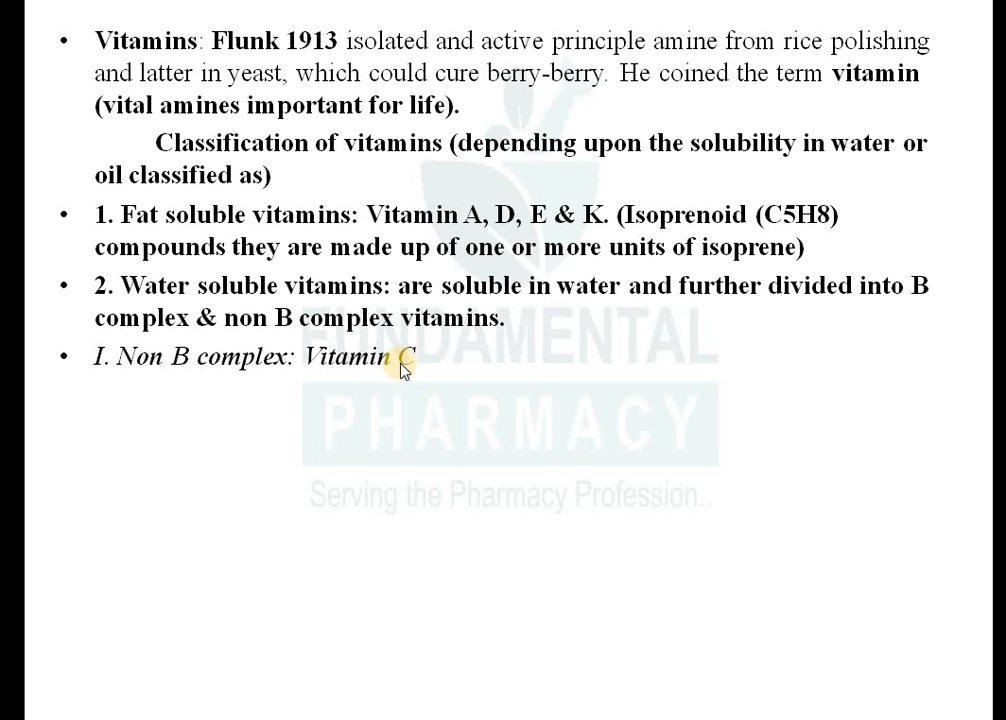 • Vitamins: Flunk 1913 isolated and active principle amine from rice polishing
and latter in yeast, which could cure berry-berry. He coined the term vitamin
(vital amines important for life).
Classification of vitamins (depending upon the solubility in water or
oil classified as)
• 1. Fat soluble vitamins: Vitamin A, D, E & K. (Isoprenoid (C5H8)
compounds they are made up of one or more units of isoprene)
• 2. Water soluble vitamins: are soluble in water and further divided into B
complex & non B complex vitamins.
• I. Non B complex: Vitamin C
FUNDAMENTAL
PHARMACY
Serving the Pharmacy Profession..